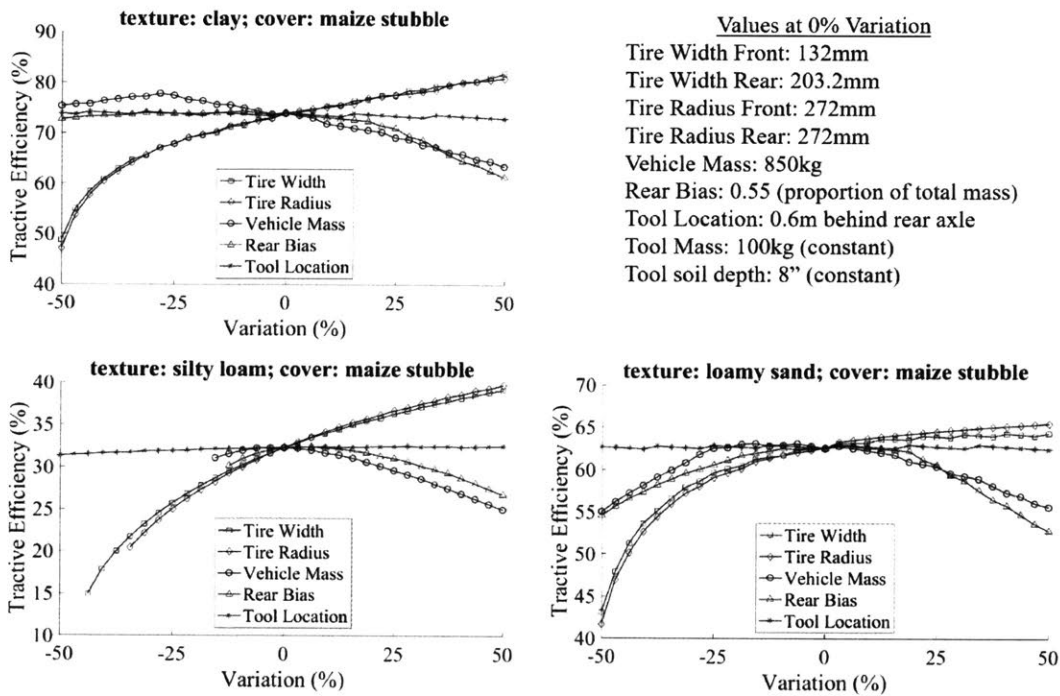 texture: clay; cover: maize stubble
90
80
70
60
50
40
Tractive Efficiency (%)
Tire Width
Tire Radius
Vehicle Mass
Rear Bias
Tool Location
-50
-25
0
25
50
Variation (%)
Values at 0% Variation
Tire Width Front: 132mm
Tire Width Rear: 203.2mm
Tire Radius Front: 272mm
Tire Radius Rear: 272mm
Vehicle Mass: 850kg
Rear Bias: 0.55 (proportion of total mass)
Tool Location: 0.6m behind rear axle
Tool Mass: 100kg (constant)
Tool soil depth: 8” (constant)
texture: silty loam; cover: maize stubble
40
30
20
15
10
Tractive Efficiency (%)
Tire Width
Tire Radius
Vehicle Mass
Rear Bias
Tool Location
-50
-25
0
25
50
Variation (%)
texture: loamy sand; cover: maize stubble
70
65
60
55
50
45
40
Tractive Efficiency (%)
Tire Width
Tire Radius
Vehicle Mass
Rear Bias
Tool Location
-50
-25
0
25
50
Variation (%)